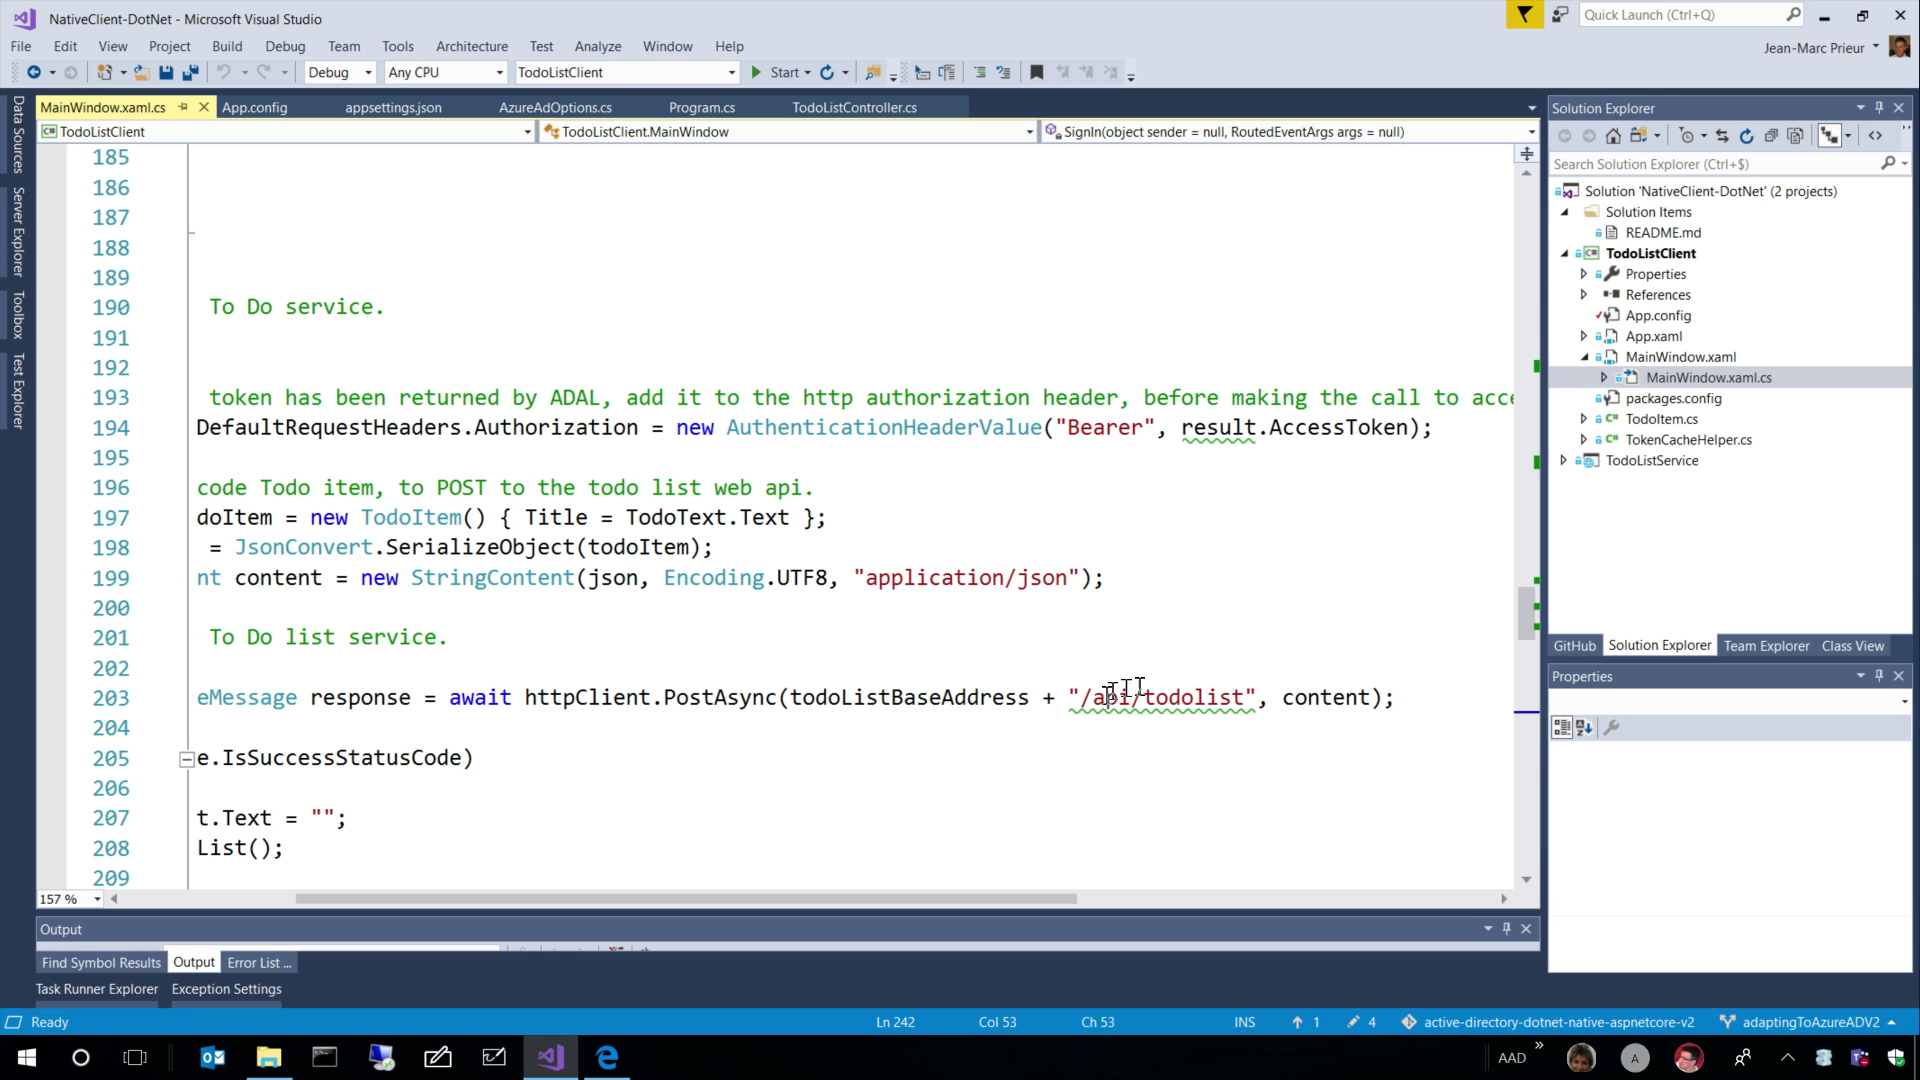 NativeClient-DotNet - Microsoft Visual Studio
Quick Launch (Ctrl+Q)
File Edit View Project Build Debug Team Tools Architecture Test Analyze Window Help
Jean-Marc Prieur
Debug Any CPU TodoListClient Start
MainWindow.xaml.cs App.config appsettings.json AzureAdOptions.cs Program.cs TodoListController.cs
TodoListClient TodoListClient.MainWindow SignIn(object sender = null, RoutedEventArgs args = null)
Data Sources
Server Explorer
Toolbox
Test Explorer
185
186
187
188
189
190 To Do service.
191
192
193 token has been returned by ADAL, add it to the http authorization header, before making the call to acce
194 DefaultRequestHeaders.Authorization = new AuthenticationHeaderValue("Bearer", result.AccessToken);
195
196 code Todo item, to POST to the todo list web api.
197 doItem = new TodoItem() { Title = TodoText.Text };
198 = JsonConvert.SerializeObject(todoItem);
199 nt content = new StringContent(json, Encoding.UTF8, "application/json");
200
201 To Do list service.
202
203 eMessage response = await httpClient.PostAsync(todoListBaseAddress + "/api/todolist", content);
204
205 e.IsSuccessStatusCode)
206
207 t.Text = "";
208 List();
209
157 %
Output
Find Symbol Results Output Error List ...
Task Runner Explorer Exception Settings
Solution Explorer
Search Solution Explorer (Ctrl+$)
Solution 'NativeClient-DotNet' (2 projects)
Solution Items
README.md
TodoListClient
Properties
References
App.config
App.xaml
MainWindow.xaml
MainWindow.xaml.cs
packages.config
TodoItem.cs
TokenCacheHelper.cs
TodoListService
GitHub Solution Explorer Team Explorer Class View
Properties
Ready Ln 242 Col 53 Ch 53 INS 1 4 active-directory-dotnet-native-aspnetcore-v2 adaptingToAzureADV2
AAD A